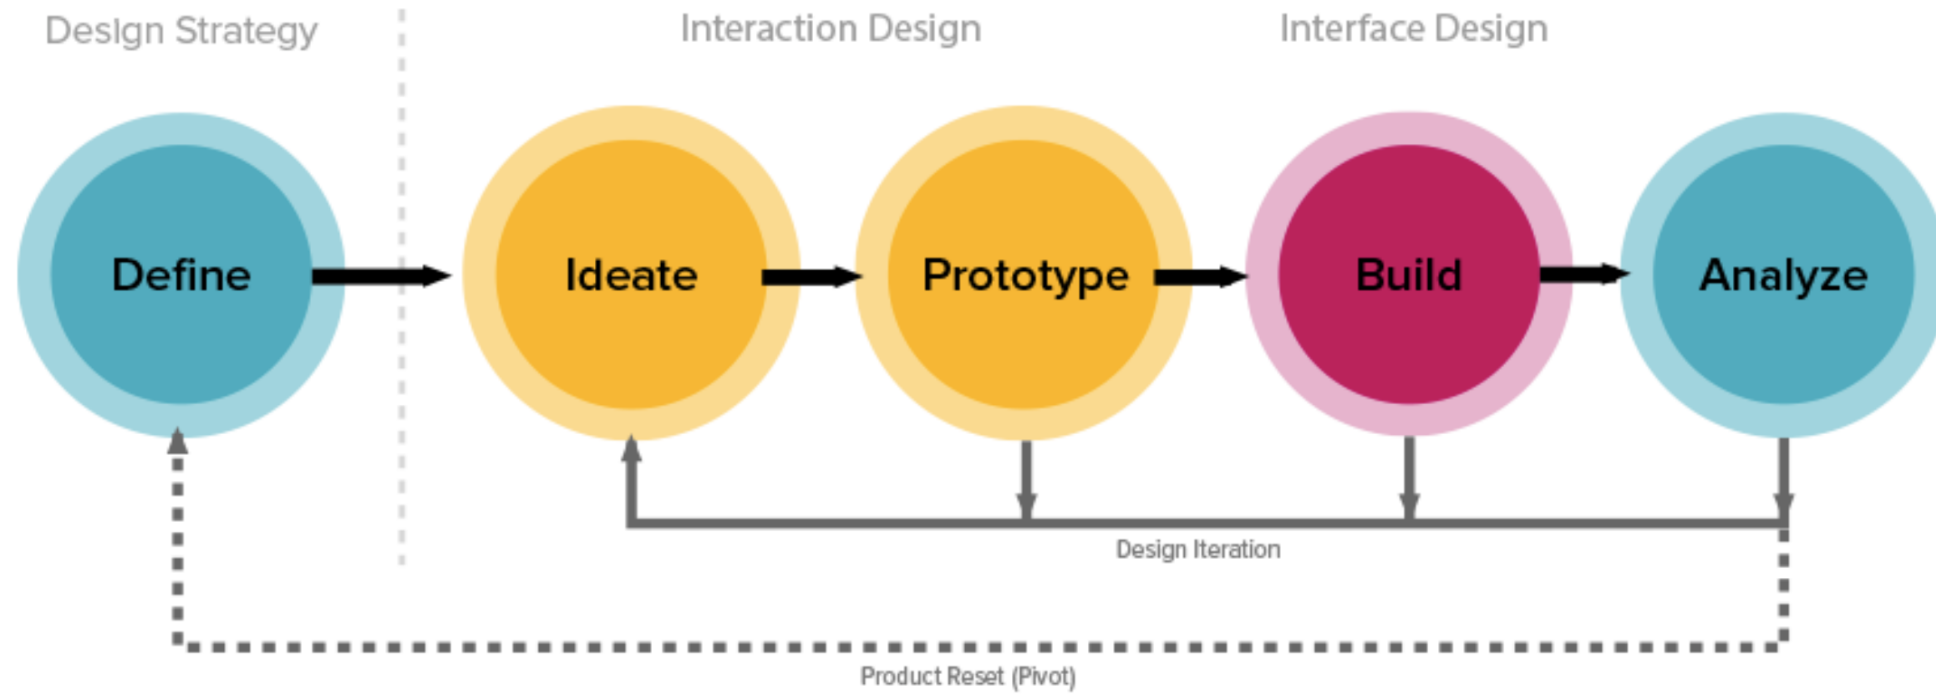 Design Strategy
Interaction Design
Interface Design
Define
Ideate
Prototype
Build
Analyze
Design Iteration
Product Reset (Pivot)